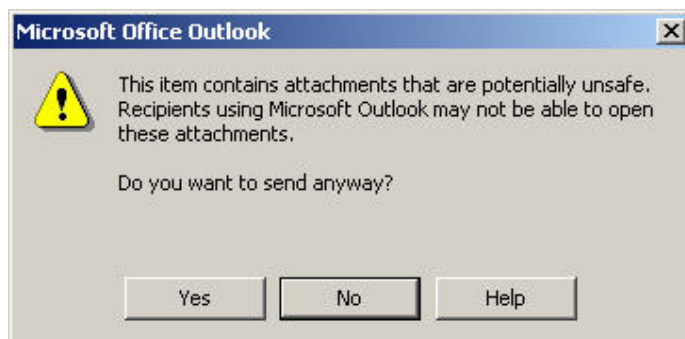 Microsoft Office Outlook
This item contains attachments that are potentially unsafe.
Recipients using Microsoft Outlook may not be able to open
these attachments.
Do you want to send anyway?
Yes
No
Help